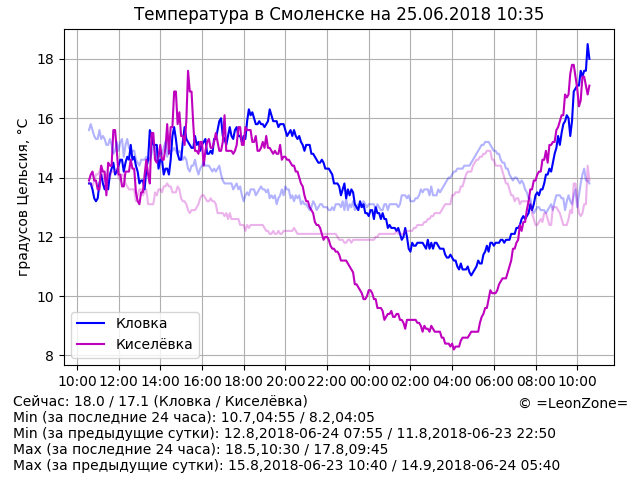 Температура в Смоленске на 25.06.2018 10:35
градусов Цельсия, °C
18
16
14
12
10
8
Кловка
Киселёвка
10:00 12:00 14:00 16:00 18:00 20:00 22:00 00:00 02:00 04:00 06:00 08:00 10:00
Сейчас: 18.0 / 17.1 (Кловка / Киселёвка)
© =LeonZone=
Min (за последние 24 часа): 10.7,04:55 / 8.2,04:05
Min (за предыдущие сутки): 12.8,2018-06-24 07:55 / 11.8,2018-06-23 22:50
Max (за последние 24 часа): 18.5,10:30 / 17.8,09:45
Max (за предыдущие сутки): 15.8,2018-06-23 10:40 / 14.9,2018-06-24 05:40